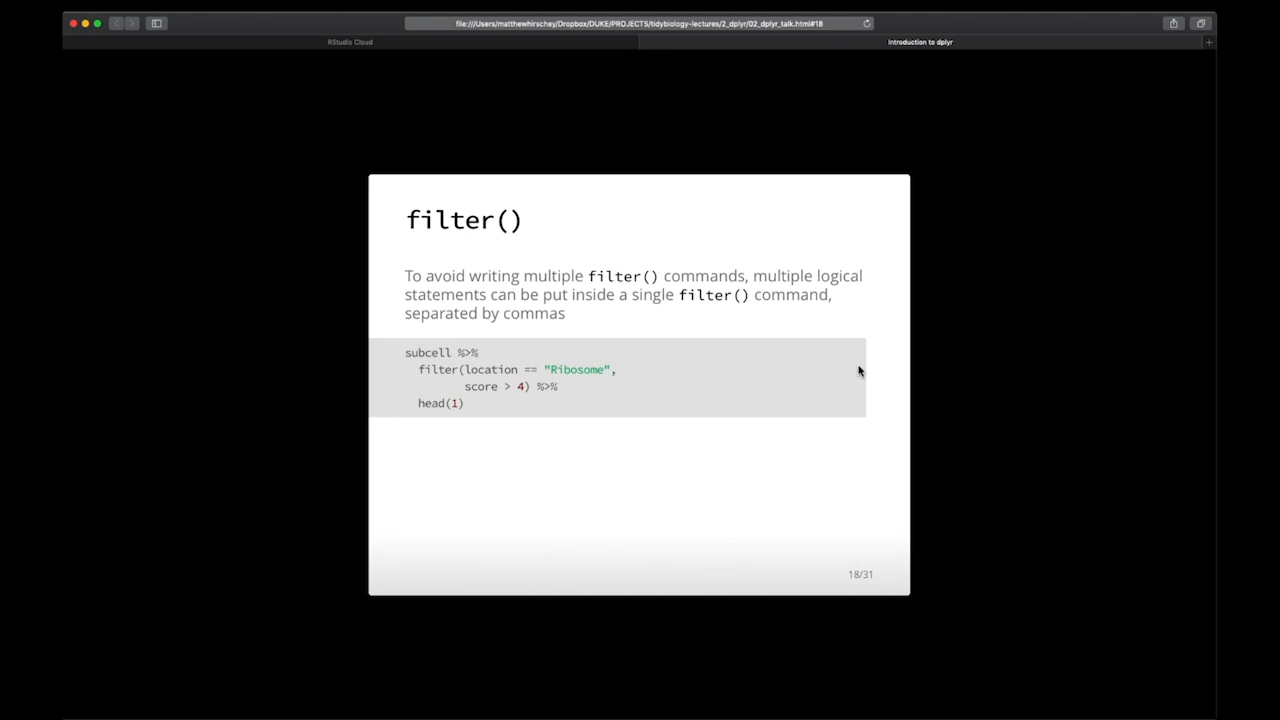 file:///Users/matthewhirschey/Dropbox/DUKE/PROJECTS/tidybiology-lectures/2_dplyr/02_dplyr_talk.html#18
RStudio Cloud
Introduction to dplyr
filter()
To avoid writing multiple filter() commands, multiple logical
statements can be put inside a single filter() command,
separated by commas
subcell %>%
filter(location == "Ribosome",
score > 4) %>%
head(1)
18/31